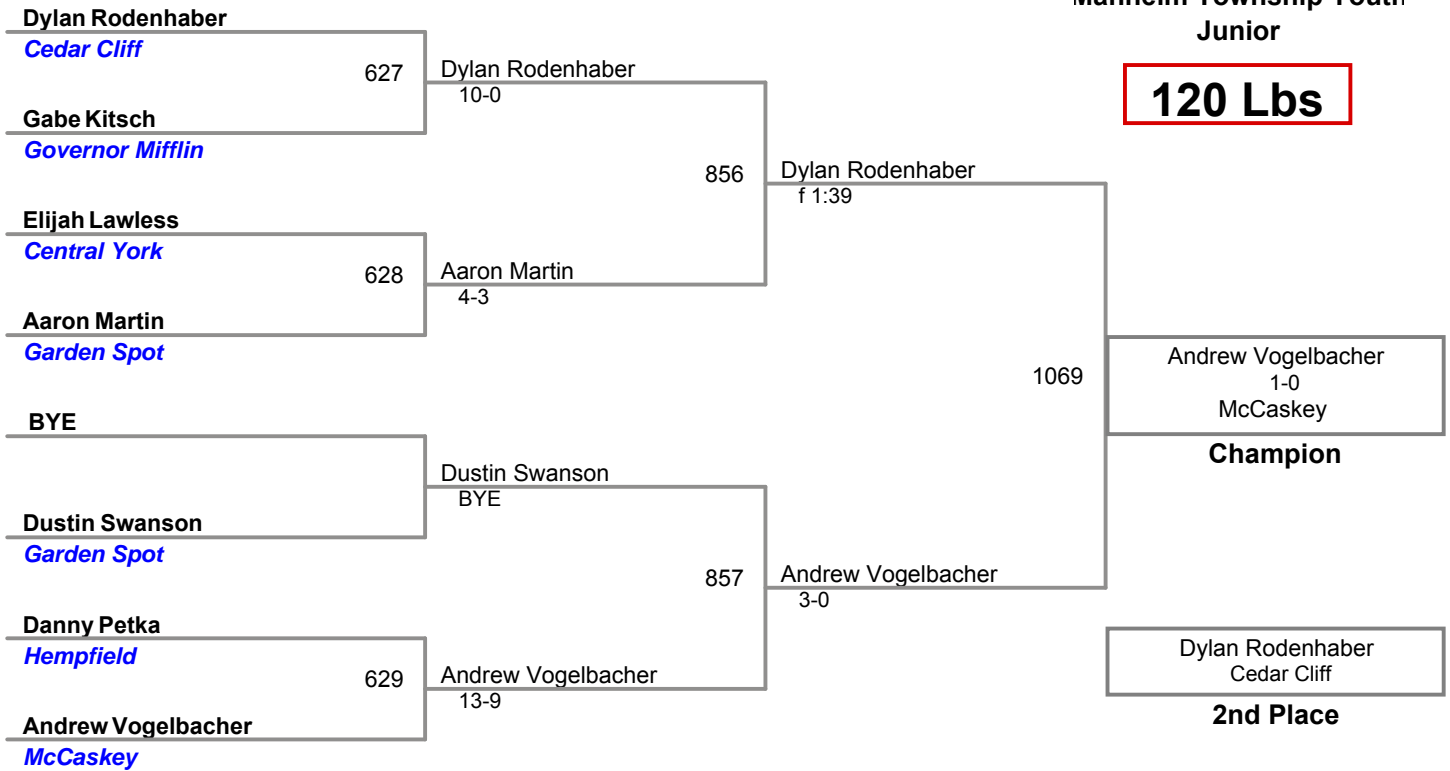 Manheim Township Youth
Junior
120 Lbs
Dylan Rodenhaber
Cedar Cliff
627
Dylan Rodenhaber
10-0
Gabe Kitsch
Governor Mifflin
856
Dylan Rodenhaber
f 1:39
Elijah Lawless
Central York
628
Aaron Martin
4-3
Aaron Martin
Garden Spot
1069
Andrew Vogelbacher
1-0
McCaskey
Champion
BYE
Dustin Swanson
BYE
Dustin Swanson
Garden Spot
857
Andrew Vogelbacher
3-0
Danny Petka
Hempfield
629
Andrew Vogelbacher
13-9
Andrew Vogelbacher
McCaskey
Dylan Rodenhaber
Cedar Cliff
2nd Place